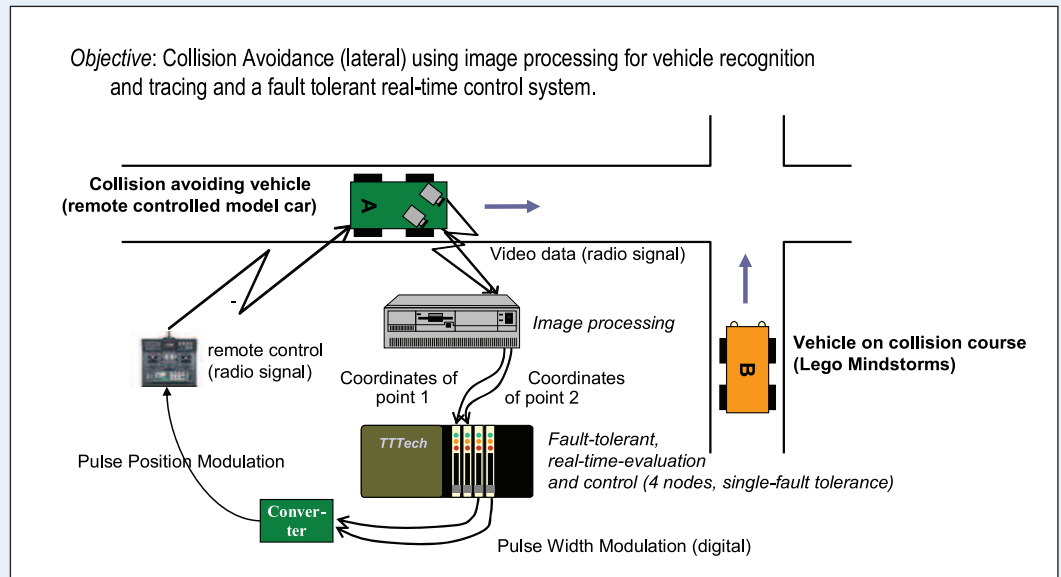 Objective: Collision Avoidance (lateral) using image processing for vehicle recognition
and tracing and a fault tolerant real-time control system.
Collision avoiding vehicle
(remote controlled model car)
A
Video data (radio signal)
Image processing
remote control
(radio signal)
Vehicle on collision course
(Lego Mindstorms)
B
Coordinates of
point 1
Coordinates
of point 2
TTTech
Fault-tolerant,
real-time-evaluation
and control (4 nodes, single-fault tolerance)
Pulse Position Modulation
Conver-
ter
Pulse Width Modulation (digital)